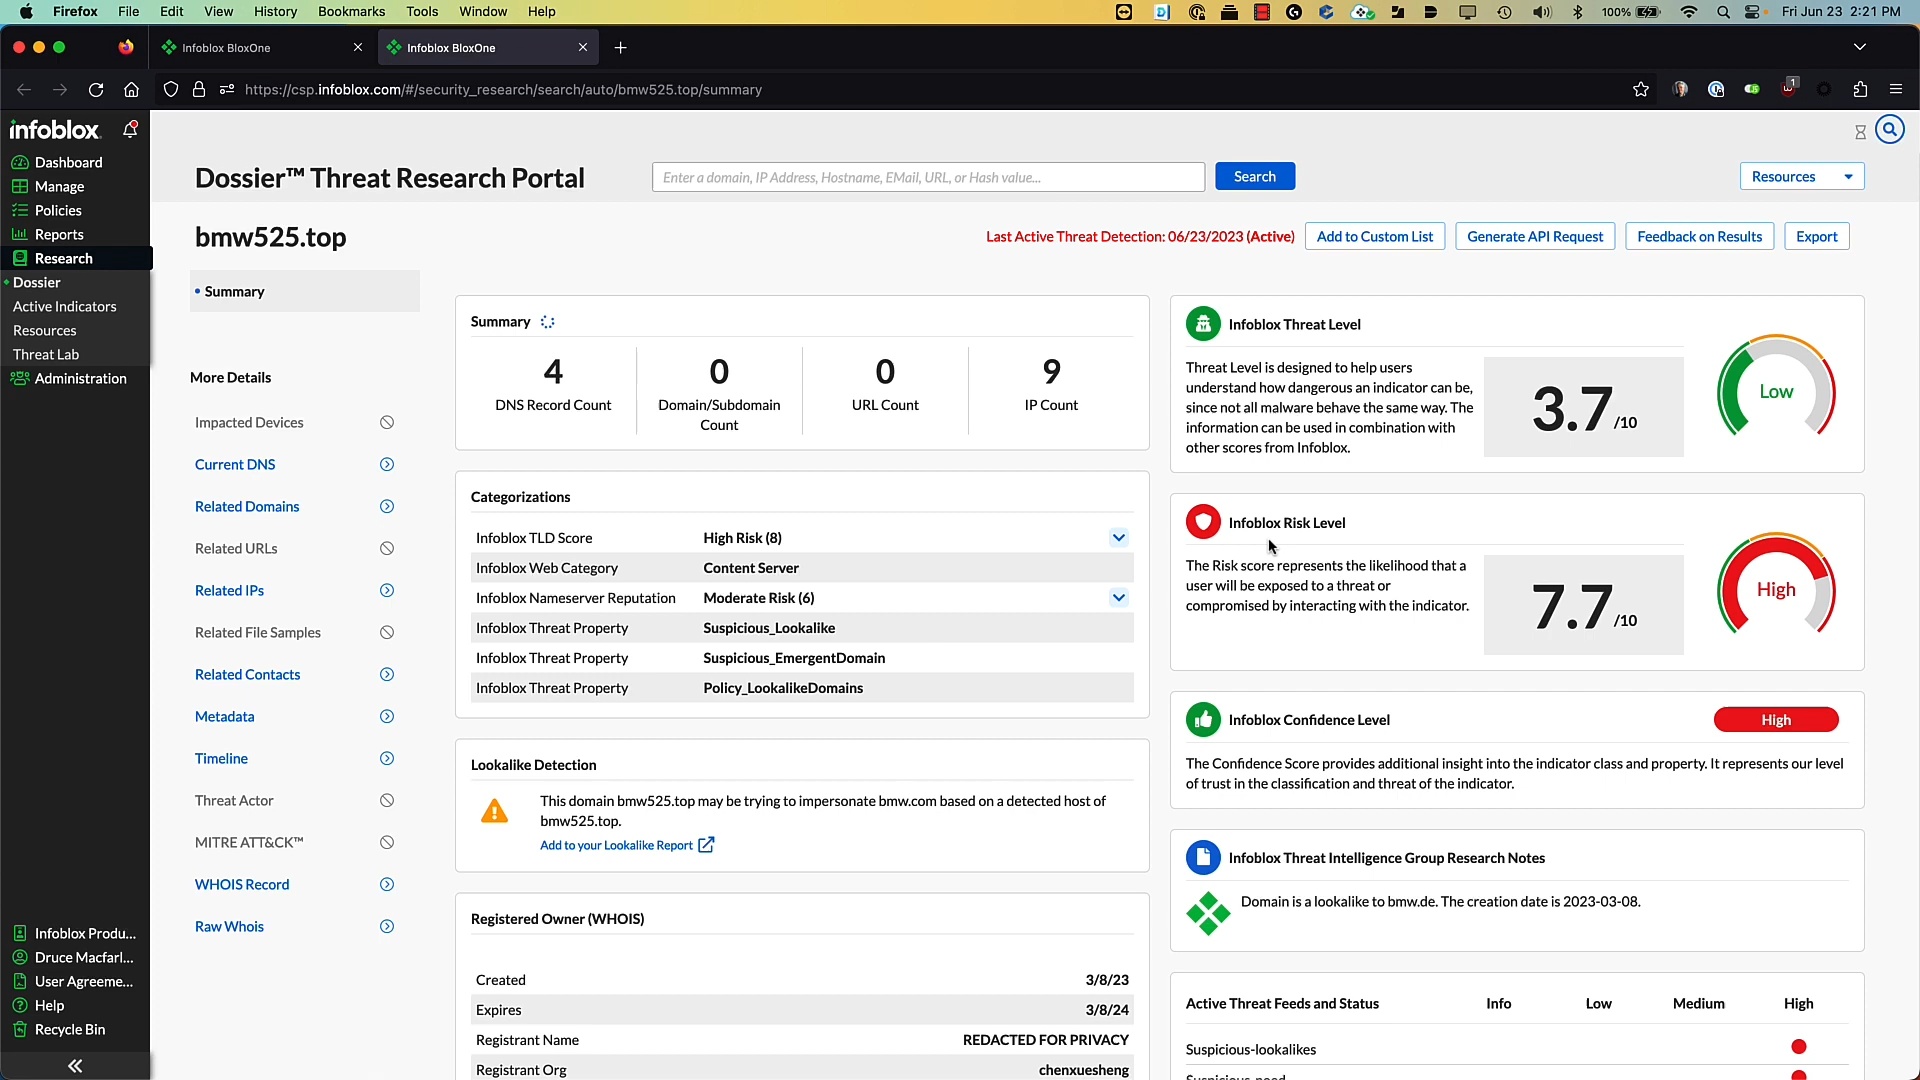 Firefox File Edit View History Bookmarks Tools Window Help 100% Fri Jun 23 2:21 PM
Infoblox BloxOne Infoblox BloxOne
https://csp.infoblox.com/#/security_research/search/auto/bmw525.top/summary 1
infoblox.
Dashboard
Manage
Policies
Reports
Research
Dossier
Active Indicators
Resources
Threat Lab
Administration
Infoblox Produ...
Druce Macfarl...
User Agreeme...
Help
Recycle Bin
Dossier™ Threat Research Portal
Enter a domain, IP Address, Hostname, EMail, URL, or Hash value...
Search
Resources
bmw525.top
Last Active Threat Detection: 06/23/2023 (Active)
Add to Custom List
Generate API Request
Feedback on Results
Export
Summary
More Details
Impacted Devices
Current DNS
Related Domains
Related URLs
Related IPs
Related File Samples
Related Contacts
Metadata
Timeline
Threat Actor
MITRE ATT&CK™
WHOIS Record
Raw Whois
Summary
4 0 0 9
DNS Record Count Domain/Subdomain URL Count IP Count
Count
Categorizations
Infoblox TLD Score High Risk (8)
Infoblox Web Category Content Server
Infoblox Nameserver Reputation Moderate Risk (6)
Infoblox Threat Property Suspicious_Lookalike
Infoblox Threat Property Suspicious_EmergentDomain
Infoblox Threat Property Policy_LookalikeDomains
Lookalike Detection
This domain bmw525.top may be trying to impersonate bmw.com based on a detected host of
bmw525.top.
Add to your Lookalike Report
Registered Owner (WHOIS)
Created 3/8/23
Expires 3/8/24
Registrant Name REDACTED FOR PRIVACY
Registrant Org chenxuesheng
Infoblox Threat Level
Threat Level is designed to help users
understand how dangerous an indicator can be,
since not all malware behave the same way. The
information can be used in combination with
other scores from Infoblox.
3.7/10
Low
Infoblox Risk Level
The Risk score represents the likelihood that a
user will be exposed to a threat or
compromised by interacting with the indicator.
7.7/10
High
Infoblox Confidence Level High
The Confidence Score provides additional insight into the indicator class and property. It represents our level
of trust in the classification and threat of the indicator.
Infoblox Threat Intelligence Group Research Notes
Domain is a lookalike to bmw.de. The creation date is 2023-03-08.
Active Threat Feeds and Status Info Low Medium High
Suspicious-lookalikes